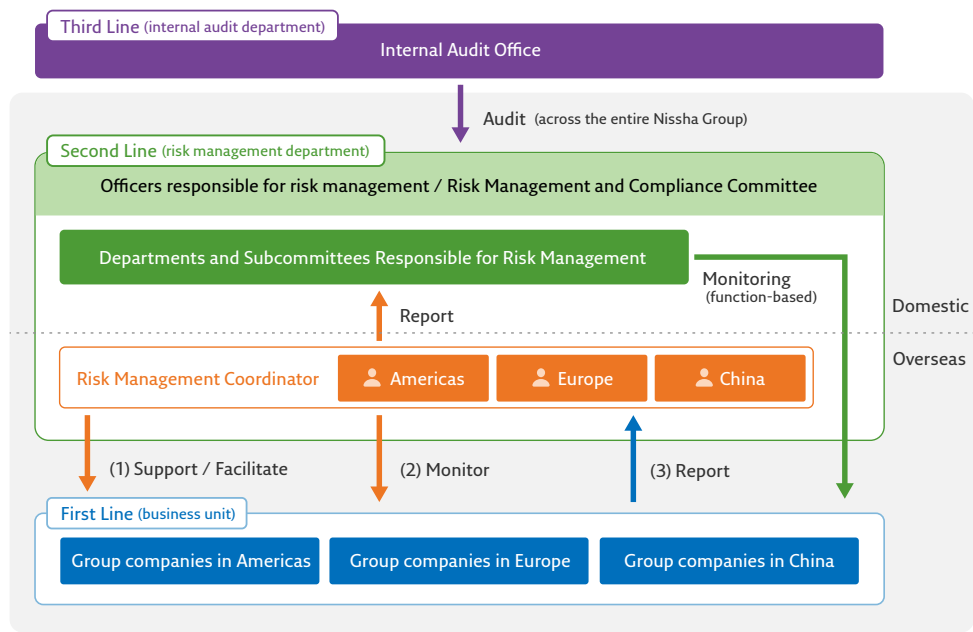 Third Line (internal audit department)
Internal Audit Office
Audit (across the entire Nissha Group)
Second Line (risk management department)
Officers responsible for risk management / Risk Management and Compliance Committee
Departments and Subcommittees Responsible for Risk Management
Monitoring
(function-based)
Domestic
Report
Overseas
Risk Management Coordinator
Americas
Europe
China
(1) Support / Facilitate
(2) Monitor
(3) Report
First Line (business unit)
Group companies in Americas
Group companies in Europe
Group companies in China